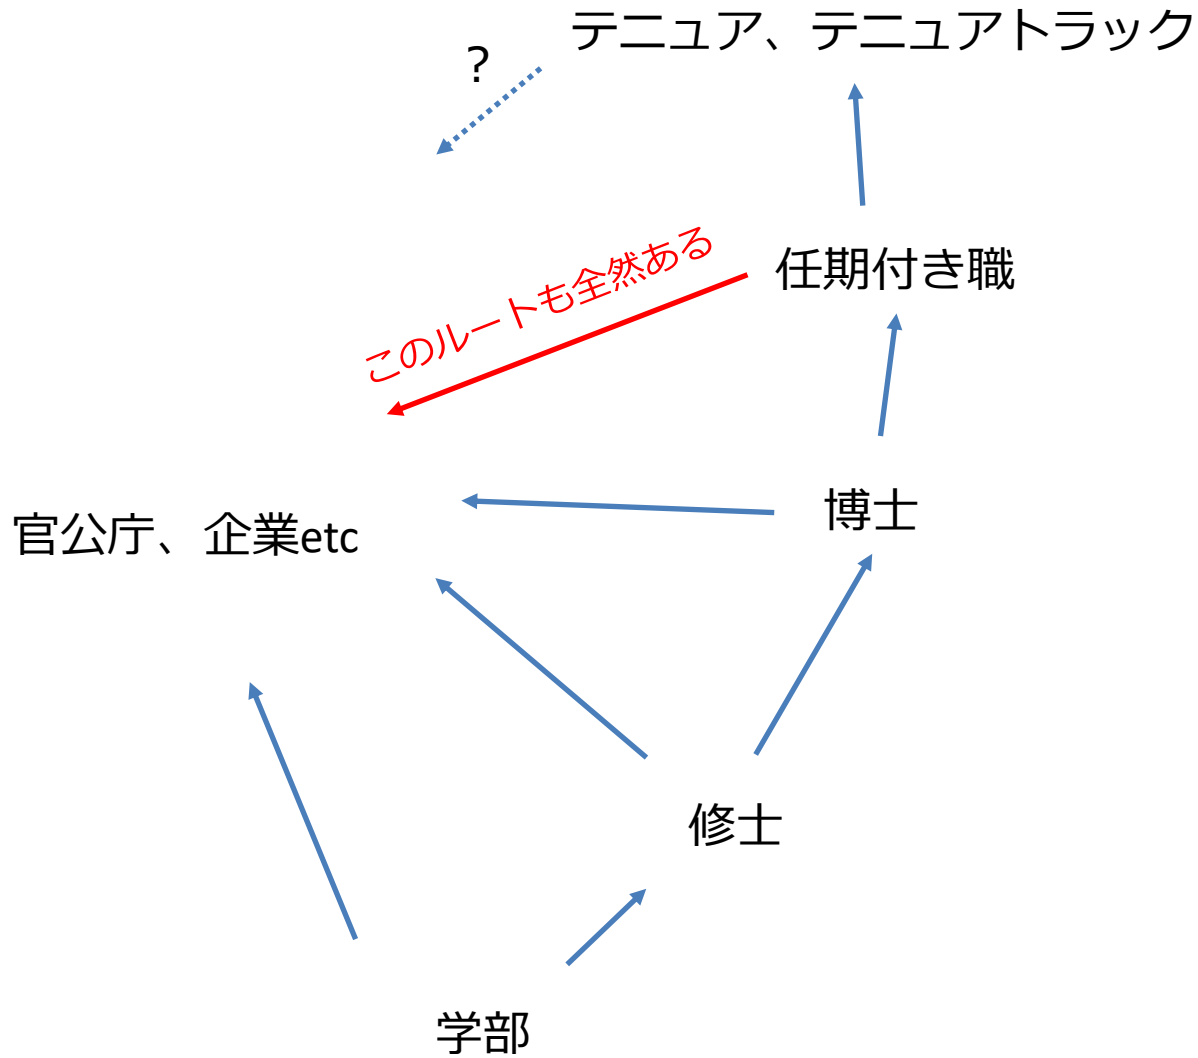 テニュア、テニュアトラック
?
任期付き職
このルートも全然ある
博士
官公庁、企業etc
修士
学部